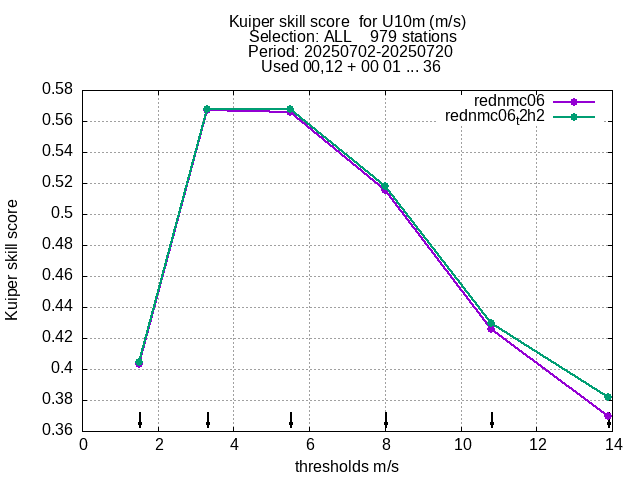 Kuiper skill score  for U10m (m/s)
Selection: ALL    979 stations
Period: 20250702-20250720
Used 00,12 + 00 01 ... 36
rednmc06
rednmc06t2h2
Kuiper skill score
0.58
0.56
0.54
0.52
0.5
0.48
0.46
0.44
0.42
0.4
0.38
0.36
0 2 4 6 8 10 12 14
thresholds m/s